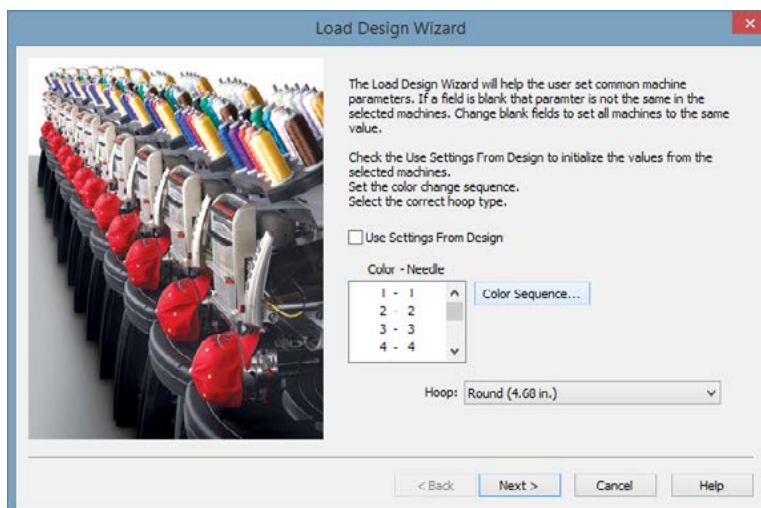 Load Design Wizard
The Load Design Wizard will help the user set common machine
parameters. If a field is blank that paramter is not the same in the
selected machines. Change blank fields to set all machines to the same
value.
Check the Use Settings From Design to initialize the values from the
selected machines.
Set the color change sequence.
Select the correct hoop type.
Use Settings From Design
Color - Needle
1 - 1
2 - 2
3 - 3
4 - 4
Color Sequence...
Hoop: Round (4.68 in.)
< Back
Next >
Cancel
Help